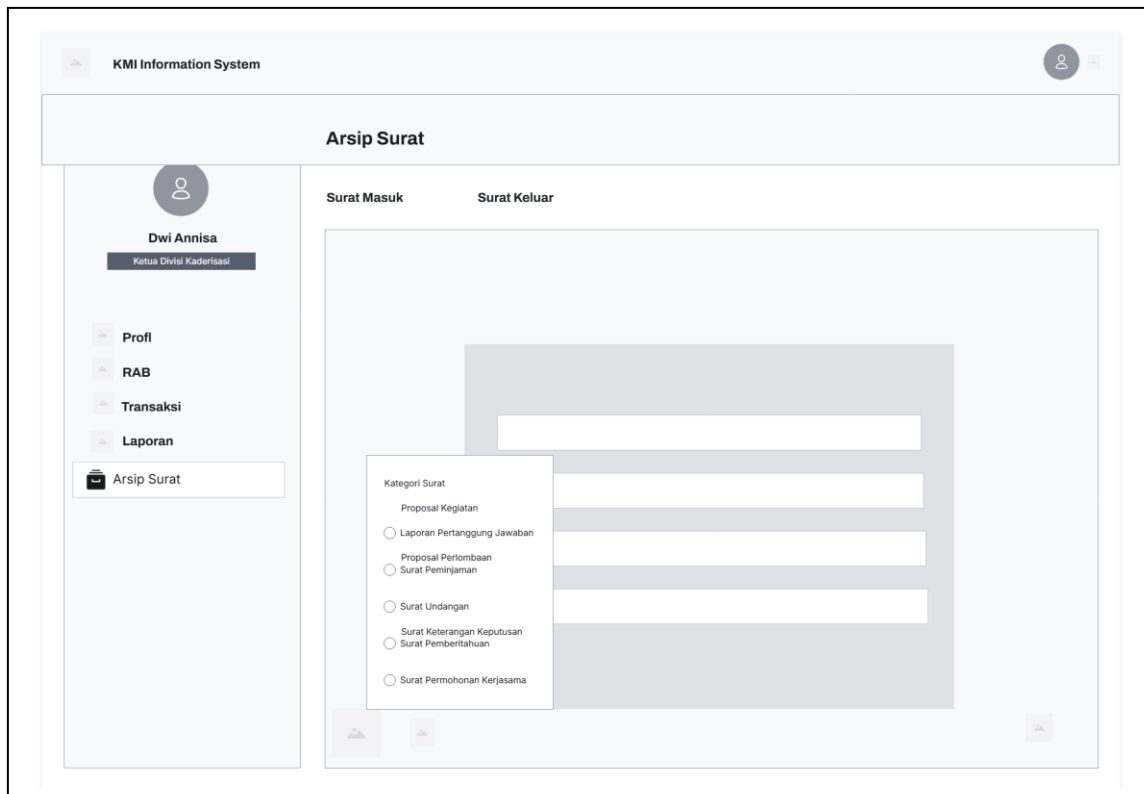 KMI Information System
Arsip Surat
Surat Masuk
Surat Keluar
Dwi Annisa
Ketua Divisi Kaderisasi
Profl
RAB
Transaksi
Laporan
Arsip Surat
Kategori Surat
Proposal Kegiatan
Laporan Pertanggung Jawaban
Proposal Perlombaan
Surat Peminjaman
Surat Undangan
Surat Keterangan Keputusan
Surat Pemberitahuan
Surat Permohonan Kerjasama